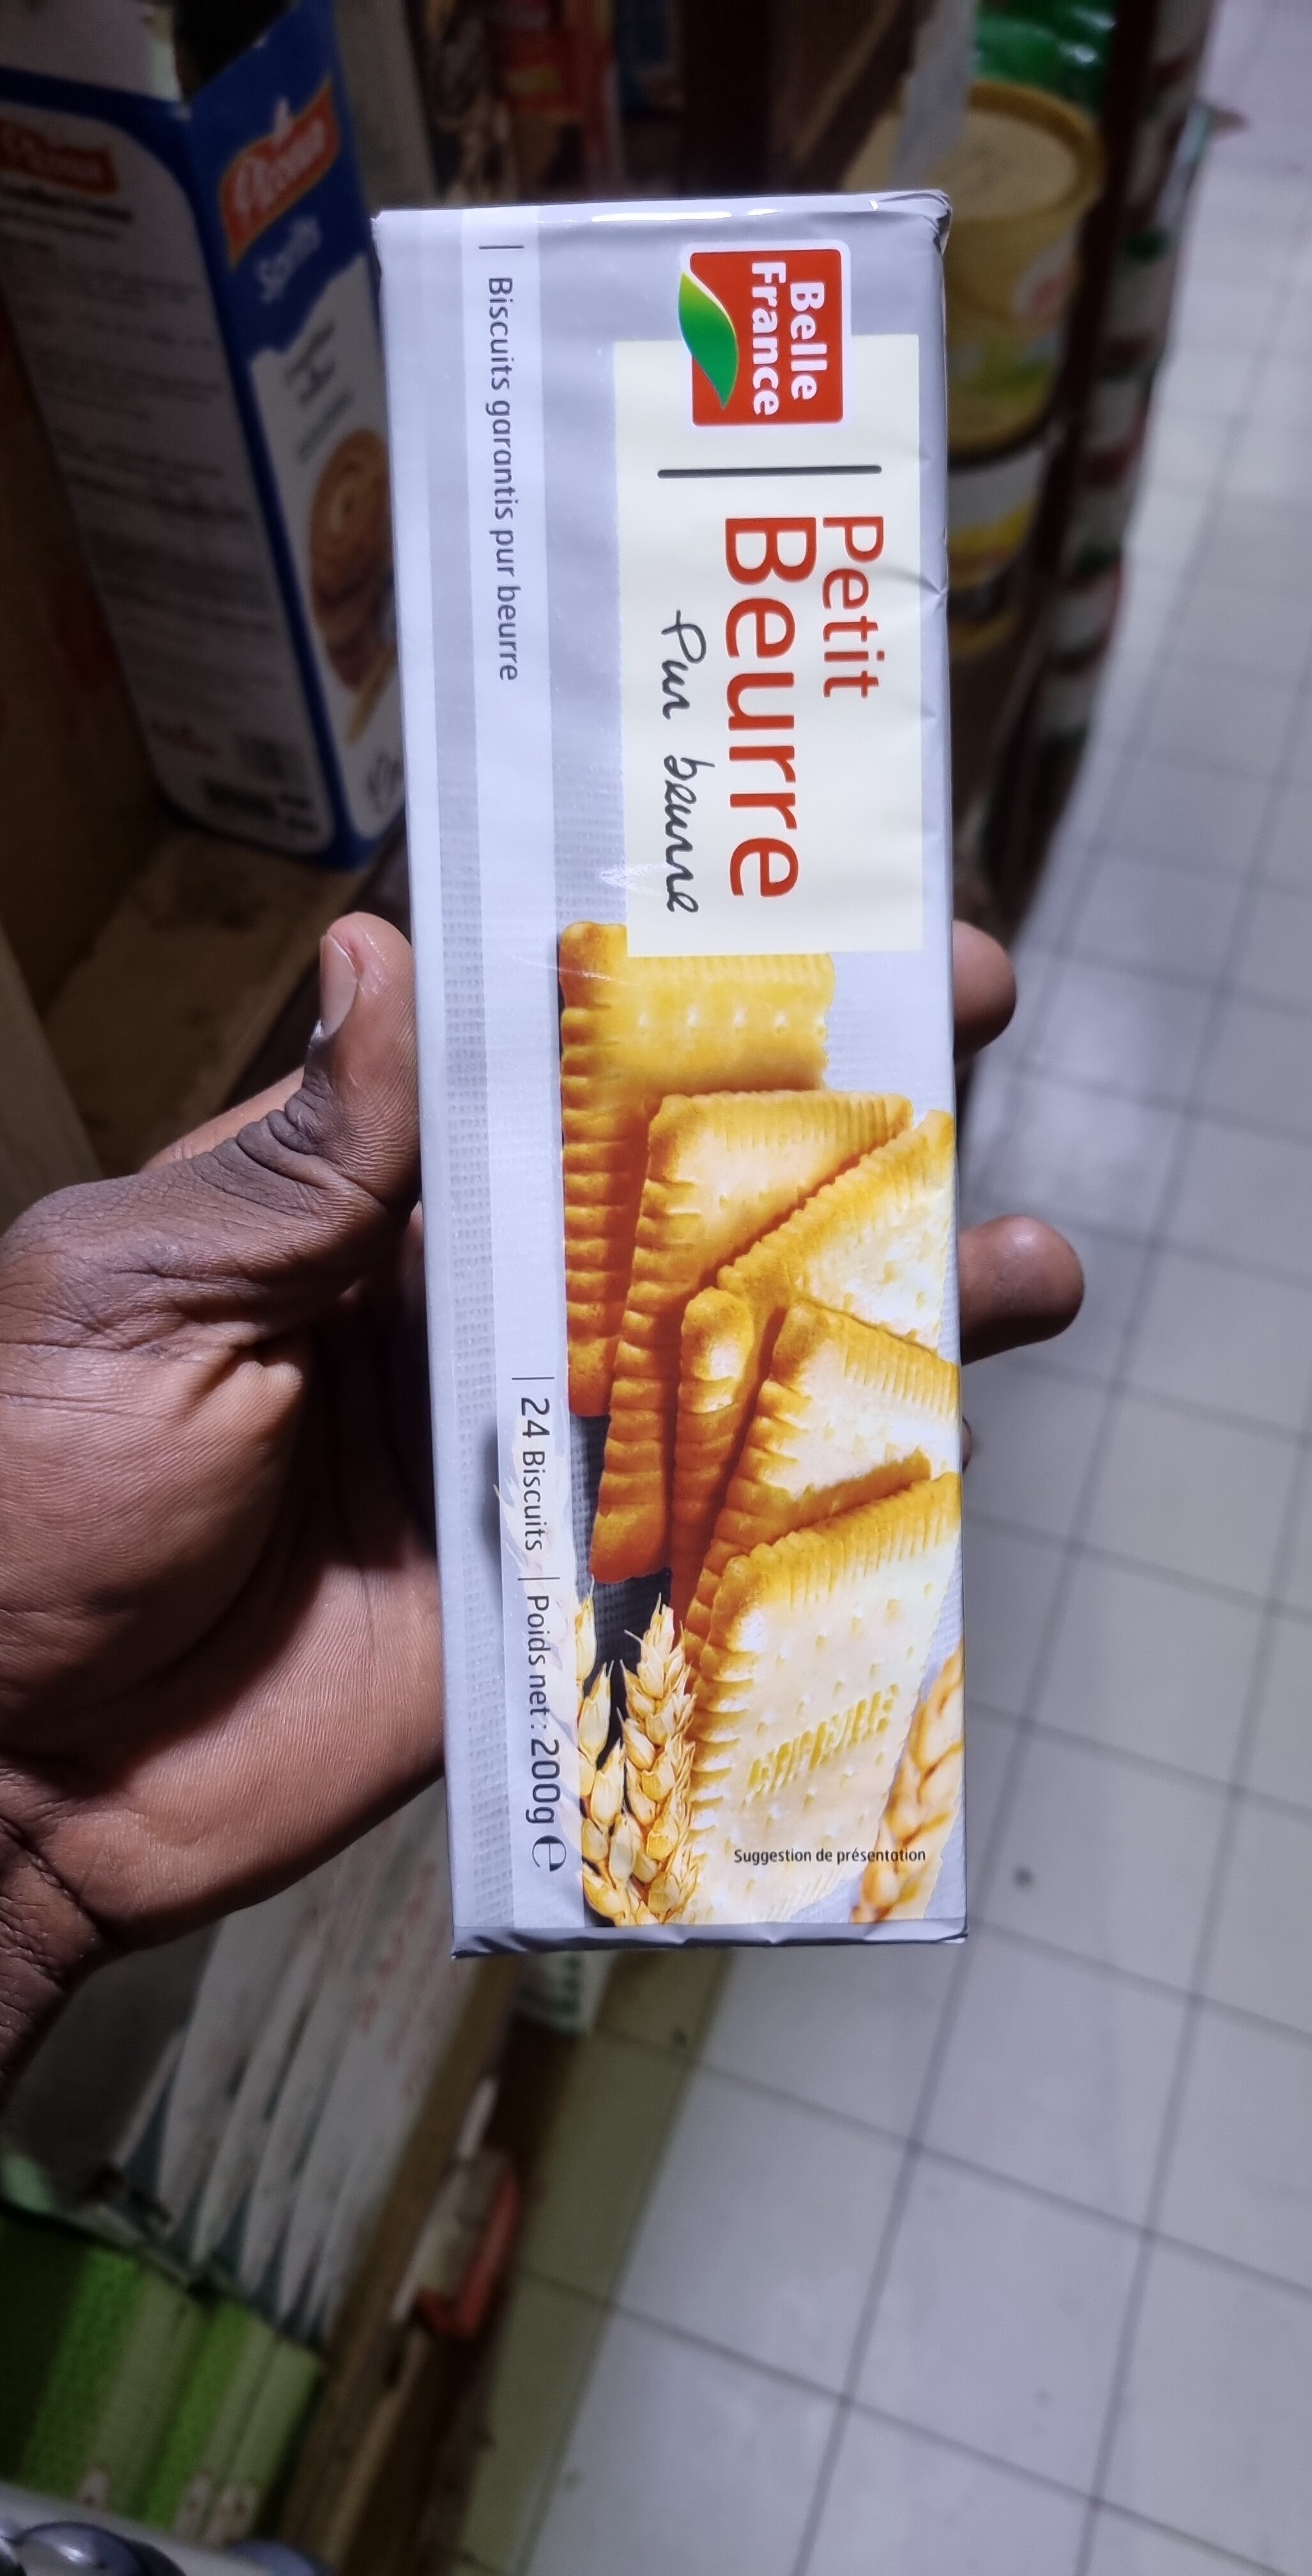 Belle
France
Petit
Beurre
Pur beurre
Biscuits garantis pur beurre
24 Biscuits | Poids net : 200g ℮
Suggestion de présentation